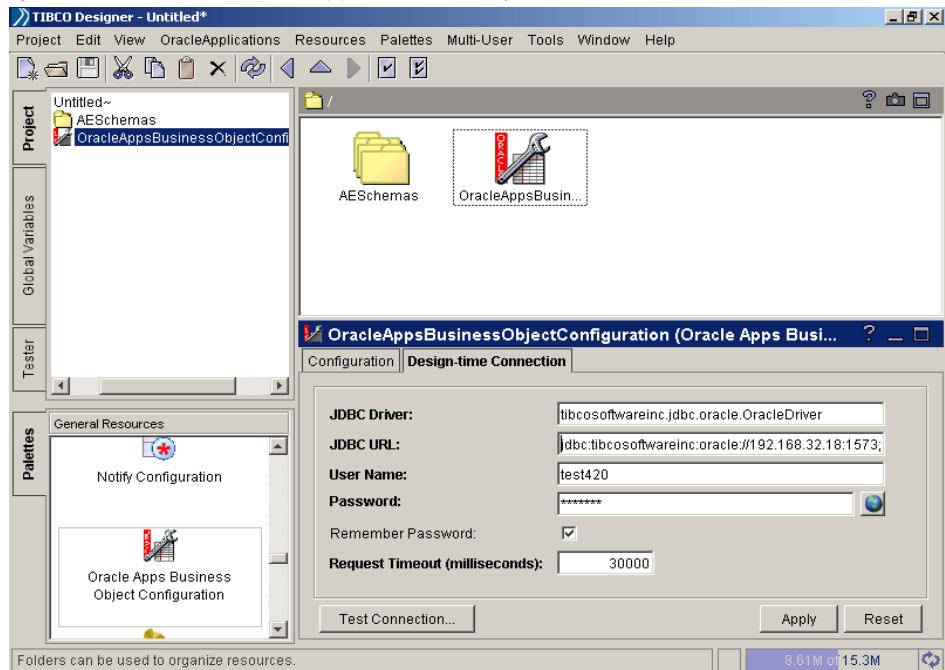 TIBCO Designer - Untitled*
Project Edit View OracleApplications Resources Palettes Multi-User Tools Window Help
Project
Global Variables
Tester
Untitled~
AESchemas
OracleAppsBusinessObjectConfi
/
AESchemas
OracleAppsBusin...
ORACLE
OracleAppsBusinessObjectConfiguration (Oracle Apps Busi...
Configuration Design-time Connection
JDBC Driver: tibcosoftwareinc.jdbc.oracle.OracleDriver
JDBC URL: jdbc:tibcosoftwareinc:oracle://192.168.32.18:1573;
User Name: test420
Password: *******
Remember Password:
Request Timeout (milliseconds): 30000
Test Connection... Apply Reset
Palettes
General Resources
Notify Configuration
Oracle Apps Business
Object Configuration
Folders can be used to organize resources.
8.61M of 15.3M